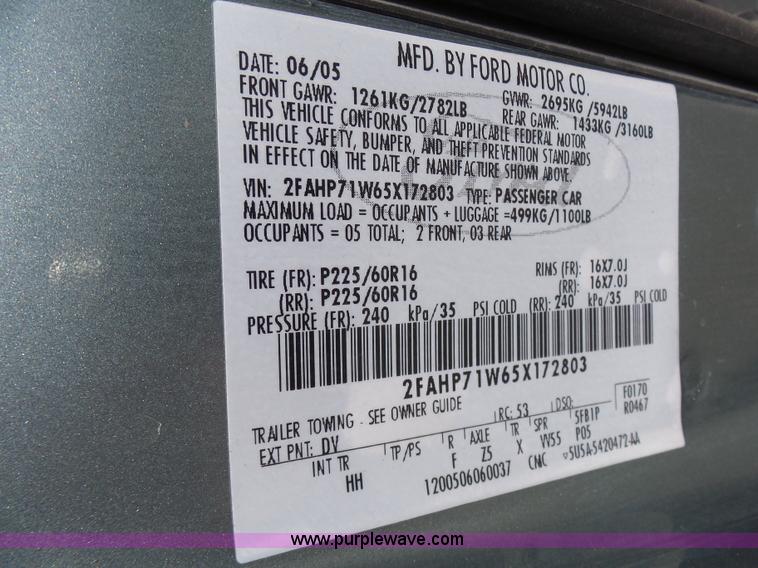 MFD. BY FORD MOTOR CO.
DATE: 06/05 GVWR: 2695KG/5942LB
FRONT GAWR: 1261KG/2782LB REAR GAWR: 1433KG/3160LB
THIS VEHICLE CONFORMS TO ALL APPLICABLE FEDERAL MOTOR
VEHICLE SAFETY, BUMPER, AND THEFT PREVENTION STANDARDS
IN EFFECT ON THE DATE OF MANUFACTURE SHOWN ABOVE.
VIN: 2FAHP71W65X172803 TYPE: PASSENGER CAR
MAXIMUM LOAD = OCCUPANTS + LUGGAGE =499KG/1100LB
OCCUPANTS = 05 TOTAL; 2 FRONT, 03 REAR
TIRE (FR): P225/60R16 RIMS (FR): 16X7.0J
(RR): P225/60R16 (RR): 16X7.0J
PRESSURE (FR): 240 kPa/35 PSI COLD (RR): 240 kPa/35 PSI COLD
2FAHP71W65X172803
TRAILER TOWING - SEE OWNER GUIDE RC: 53 DSO: F0170
EXT PNT: DV 5FB1P R0467
INT TR TP/PS R AXLE TR SPR P05
HH F Z5 X VV55
1200506060037 CNC 5U5A-5420472-AA
www.purplewave.com